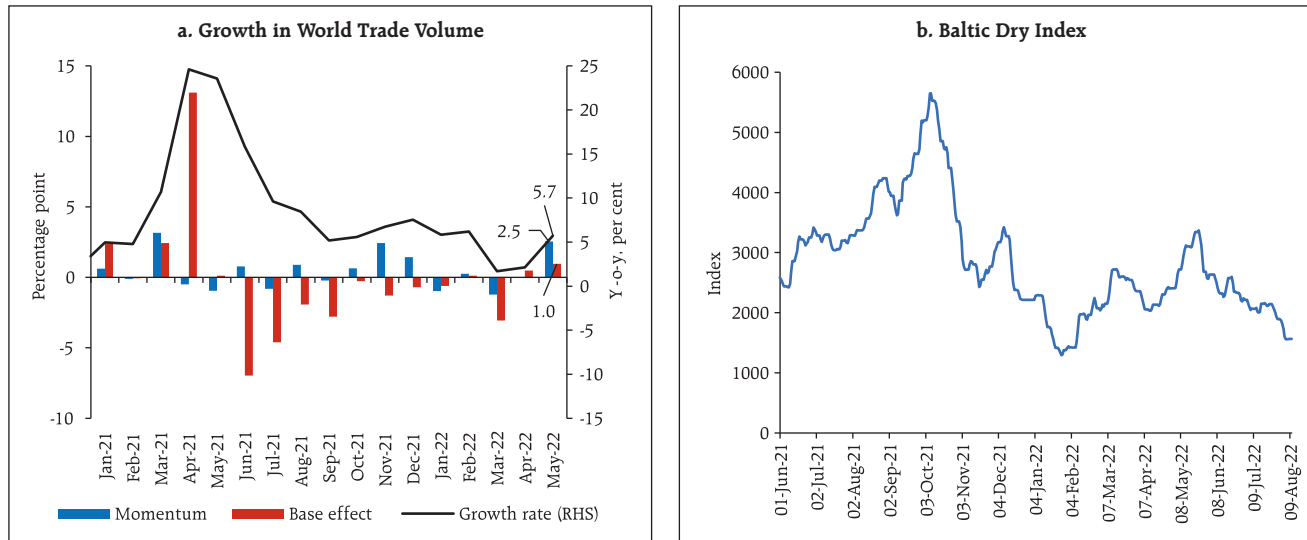 a. Growth in World Trade Volume
15
10
5
0
-5
-10
Percentage point
25
20
15
10
5
0
-5
-10
-15
Y-o-y, per cent
5.7
2.5
1.0
Jan-21
Feb-21
Mar-21
Apr-21
May-21
Jun-21
Jul-21
Aug-21
Sep-21
Oct-21
Nov-21
Dec-21
Jan-22
Feb-22
Mar-22
Apr-22
May-22
Momentum
Base effect
Growth rate (RHS)
b. Baltic Dry Index
6000
5000
4000
3000
2000
1000
0
Index
01-Jun-21
02-Jul-21
02-Aug-21
02-Sep-21
03-Oct-21
03-Nov-21
04-Dec-21
04-Jan-22
04-Feb-22
07-Mar-22
07-Apr-22
08-May-22
08-Jun-22
09-Jul-22
09-Aug-22